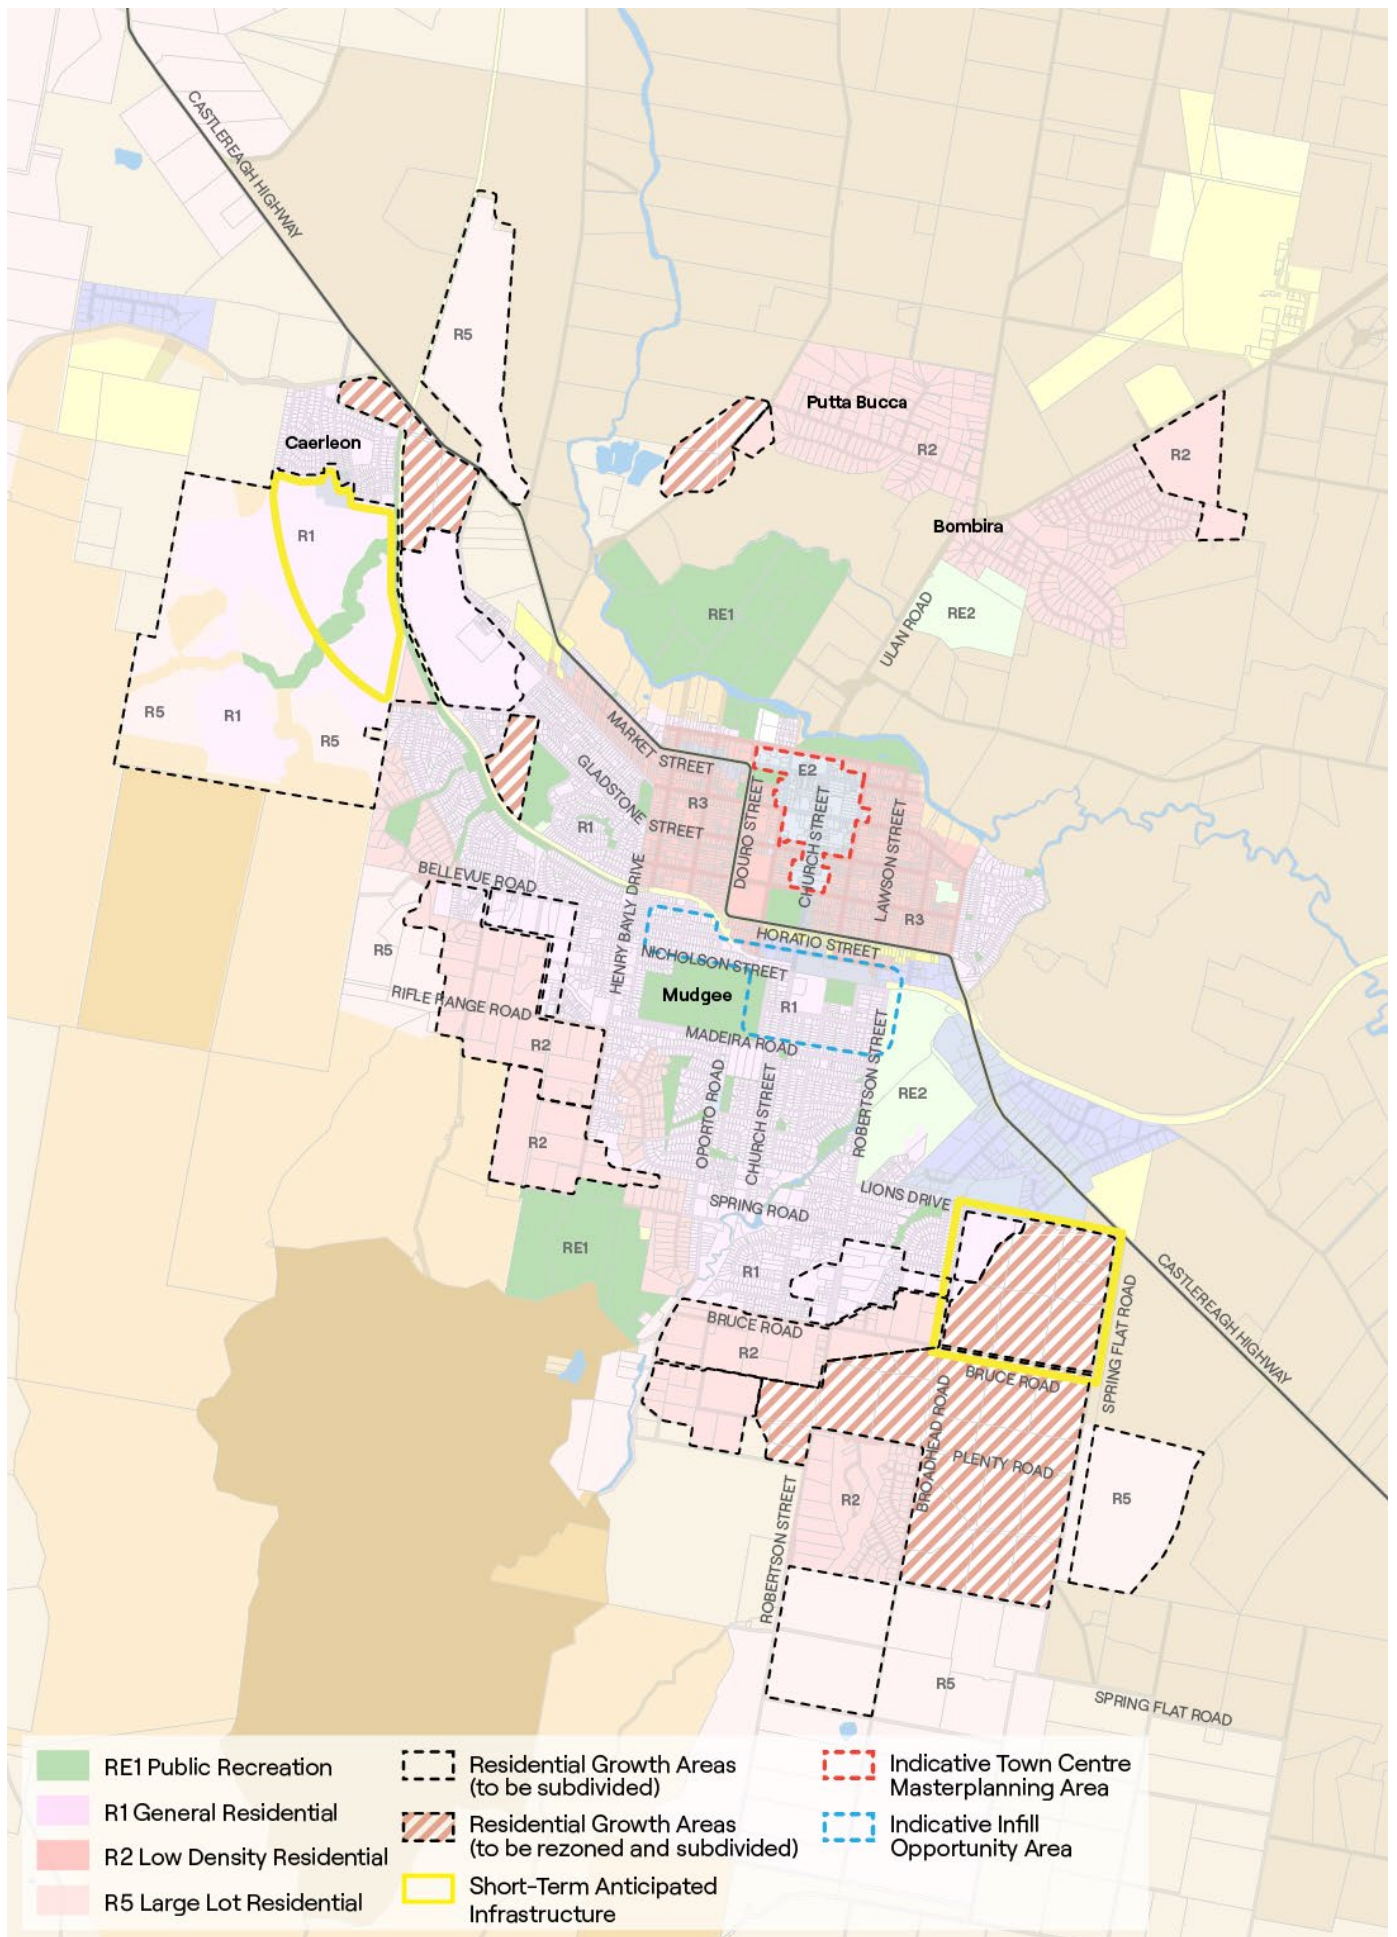 CASTLEREAGH HIGHWAY
R5
Caerleon
Putta Bucca
R2
R2
Bombira
R1
RE1
RE2
ULAN ROAD
R5
R1
R5
MARKET STREET
GLADSTONE STREET
E2
R3
R1
DOURO STREET
CHURCH STREET
LAWSON STREET
BELLEVUE ROAD
HENRY BAYLY DRIVE
R3
HORATIO STREET
R5
NICHOLSON STREET
Mudgee
R1
RIFLE RANGE ROAD
R2
MADEIRA ROAD
ROBERTSON STREET
OPORTO ROAD
CHURCH STREET
RE2
R2
LIONS DRIVE
SPRING ROAD
RE1
R1
CASTLEREAGH HIGHWAY
SPRING FLAT ROAD
BRUCE ROAD
R2
BRUCE ROAD
BROADHEAD ROAD
PLENTY ROAD
R2
R5
ROBERTSON STREET
R5
SPRING FLAT ROAD
RE1 Public Recreation
R1 General Residential
R2 Low Density Residential
R5 Large Lot Residential
Residential Growth Areas
(to be subdivided)
Residential Growth Areas
(to be rezoned and subdivided)
Short-Term Anticipated
Infrastructure
Indicative Town Centre
Masterplanning Area
Indicative Infill
Opportunity Area